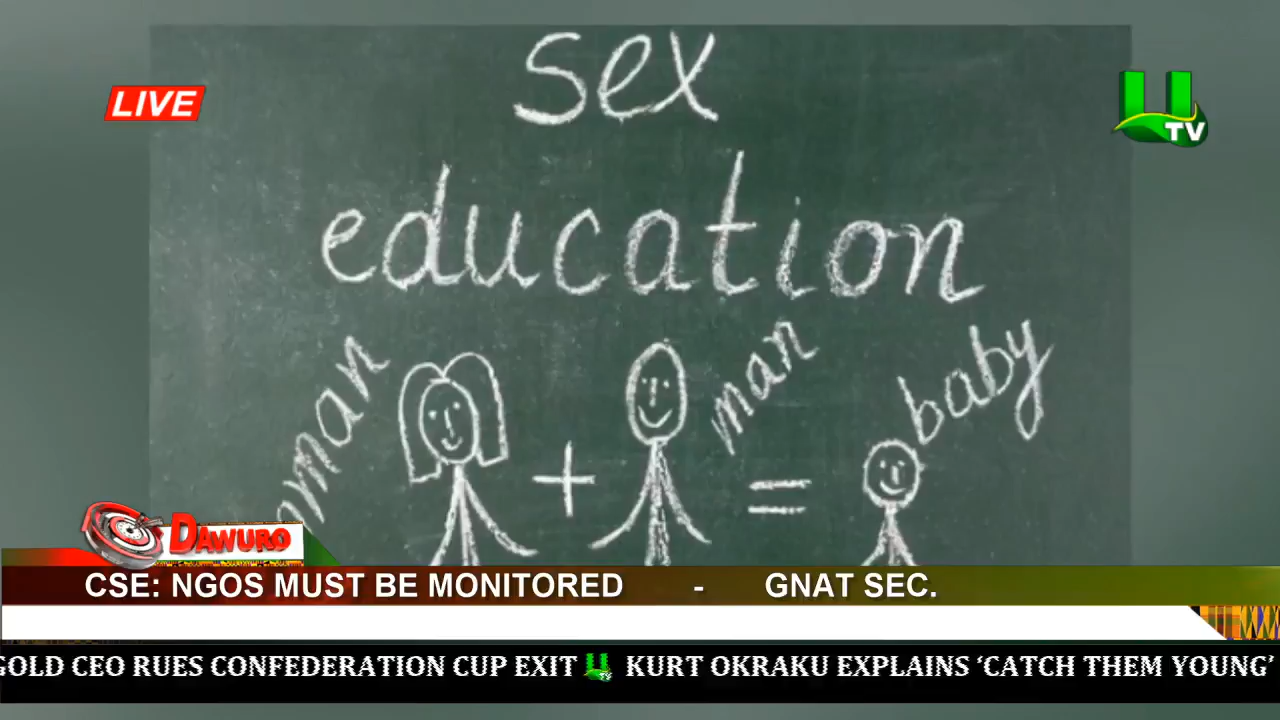 sex
LIVE
U
TV
education
man
baby
+
=
DAWURO
CSE: NGOS MUST BE MONITORED - GNAT SEC.
GOLD CEO RUES CONFEDERATION CUP EXIT UTV KURT OKRAKU EXPLAINS 'CATCH THEM YOUNG'